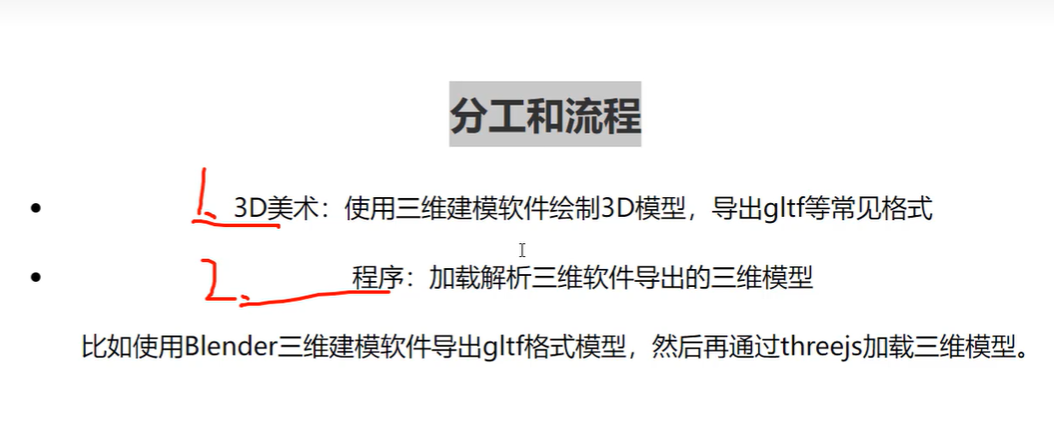 分工和流程
1. 3D美术：使用三维建模软件绘制3D模型，导出gltf等常见格式
2. 程序：加载解析三维软件导出的三维模型
比如使用Blender三维建模软件导出gltf格式模型，然后再通过threejs加载三维模型。